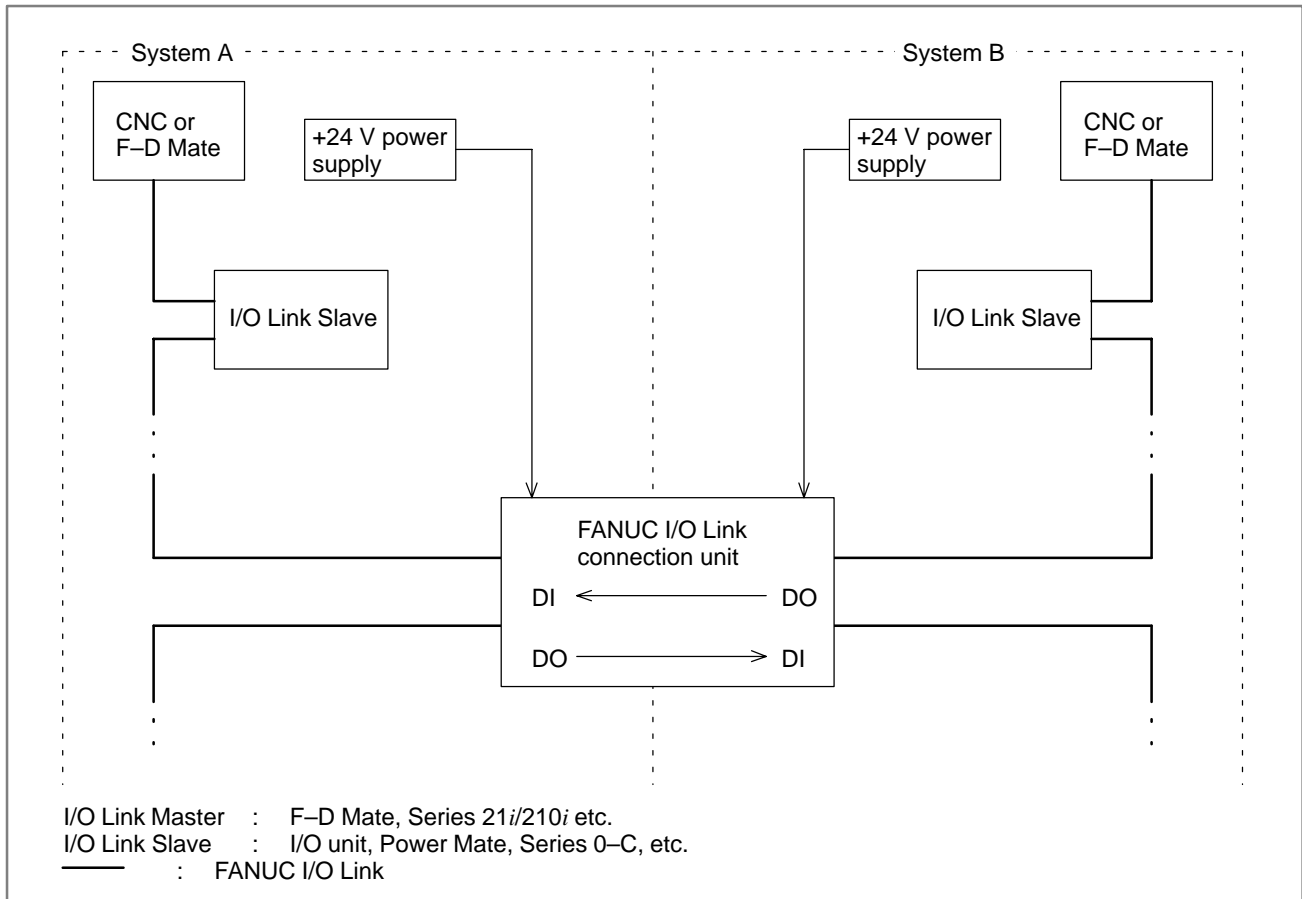 System A
System B
CNC or
F–D Mate
+24 V power
supply
+24 V power
supply
CNC or
F–D Mate
I/O Link Slave
I/O Link Slave
FANUC I/O Link
connection unit
DI DO
DO DI
I/O Link Master : F–D Mate, Series 21i/210i etc.
I/O Link Slave : I/O unit, Power Mate, Series 0–C, etc.
: FANUC I/O Link